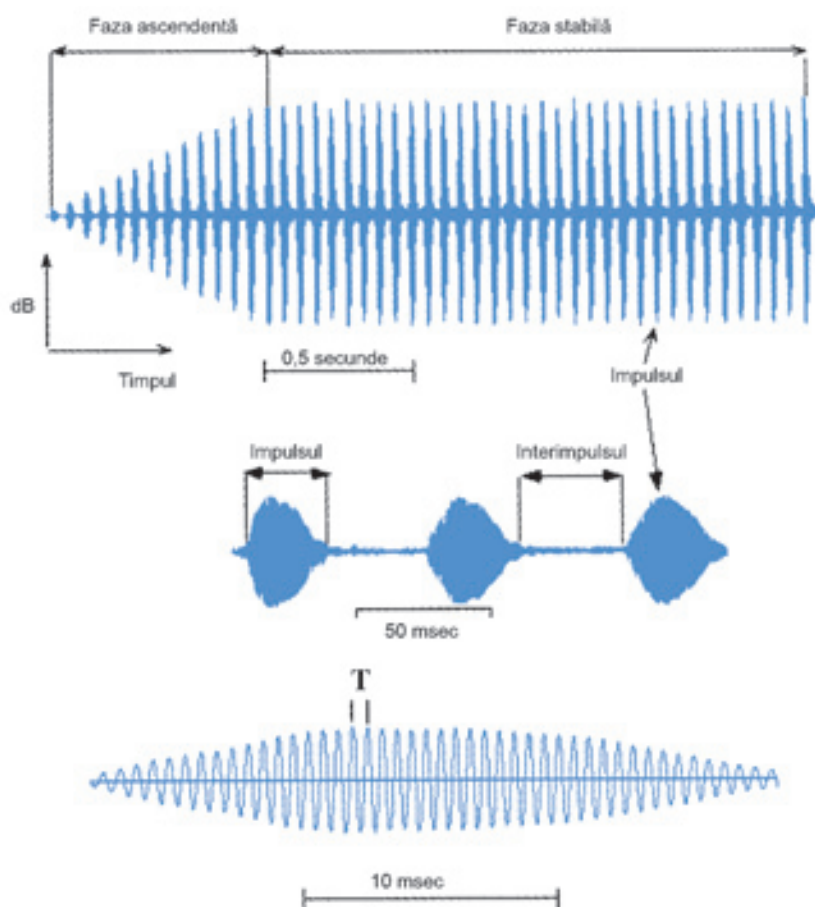 Faza ascendentă
Faza stabilă
dB
Timpul
0,5 secunde
Impulsul
Impulsul
Interimpulsul
50 msec
T
10 msec